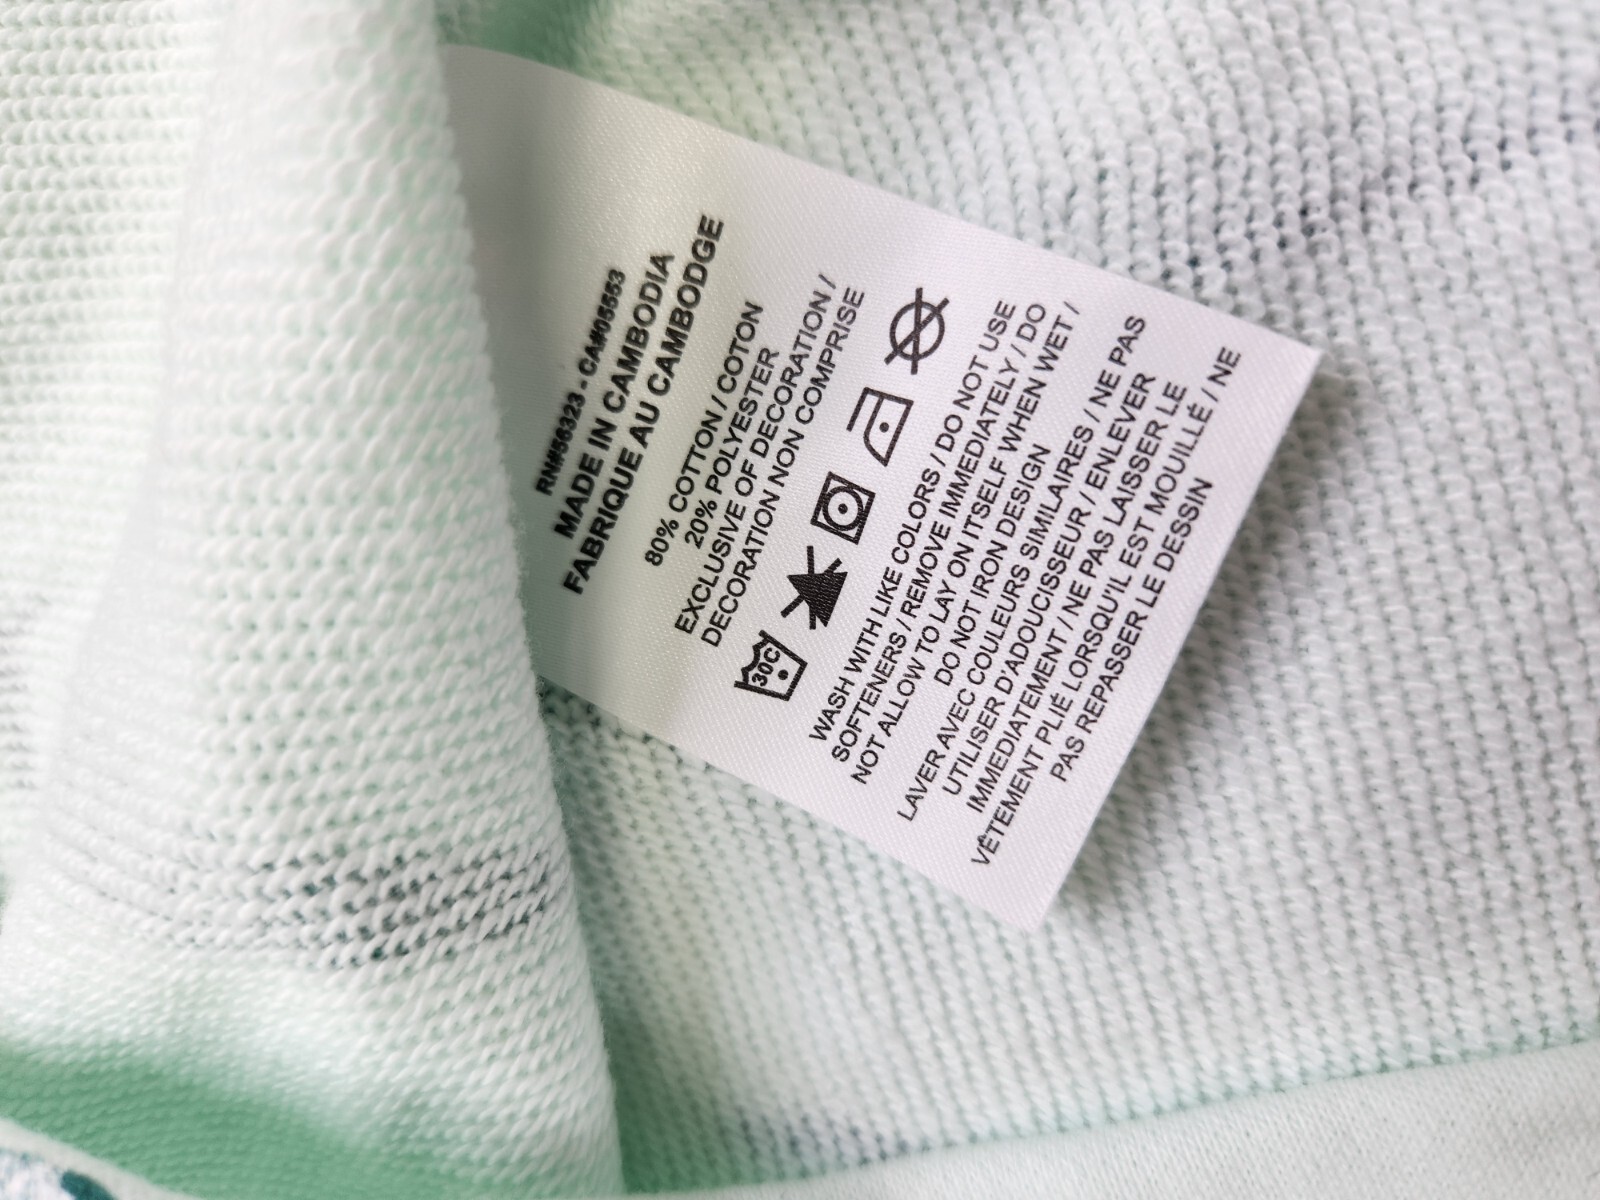 RN#56323 - CA#05553
MADE IN CAMBODIA
FABRIQUE AU CAMBODGE
80% COTTON / COTON
20% POLYESTER
EXCLUSIVE OF DECORATION /
DECORATION NON COMPRISE
30C
WASH WITH LIKE COLORS / DO NOT USE
SOFTENERS / REMOVE IMMEDIATELY / DO
NOT ALLOW TO LAY ON ITSELF WHEN WET /
DO NOT IRON DESIGN
LAVER AVEC COULEURS SIMILAIRES / NE PAS
UTILISER D'ADOUCISSEUR / ENLEVER
IMMEDIATEMENT / NE PAS LAISSER LE
VÊTEMENT PLIÉ LORSQU'IL EST MOUILLÉ / NE
PAS REPASSER LE DESSIN